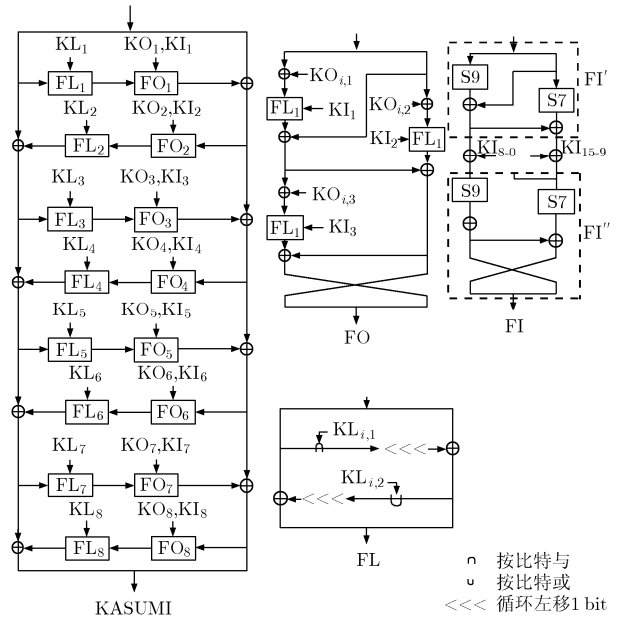 KL₁ KO₁,KI₁
FL₁ FO₁
KL₂ KO₂,KI₂
FL₂ FO₂
KL₃ KO₃,KI₃
FL₃ FO₃
KL₄ KO₄,KI₄
FL₄ FO₄
KL₅ KO₅,KI₅
FL₅ FO₅
KL₆ KO₆,KI₆
FL₆ FO₆
KL₇ KO₇,KI₇
FL₇ FO₇
KL₈ KO₈,KI₈
FL₈ FO₈
KASUMI
KOᵢ,₁
FL₁ KI₁
KOᵢ,₂
KI₂ FL₁
KOᵢ,₃
FL₁ KI₃
FO
S9 FI′
S7
KI₈₋₀ KI₁₅₋₉
S9
S7
FI″
FI
KLᵢ,₁
<<<
KLᵢ,₂
<<<
FL
∩ 按比特与
∪ 按比特或
<<< 循环左移1 bit